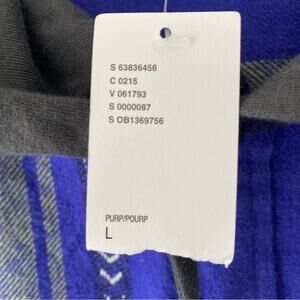 S 63836456
C 0215
V 061793
S 0000087
S OB1369756
PURP/POURP
L